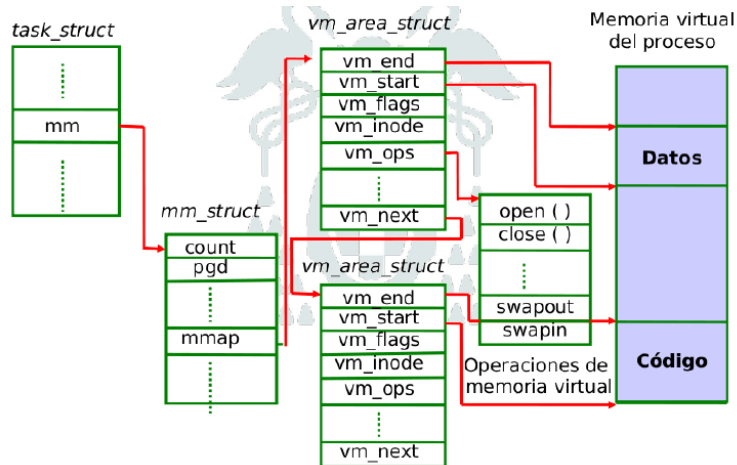 task_struct
mm
mm_struct
count
pgd
mmap
vm_area_struct
vm_end
vm_start
vm_flags
vm_inode
vm_ops
vm_next
vm_area_struct
vm_end
vm_start
vm_flags
vm_inode
vm_ops
vm_next
open ( )
close ( )
swapout
swapin
Operaciones de
memoria virtual
Memoria virtual
del proceso
Datos
Código